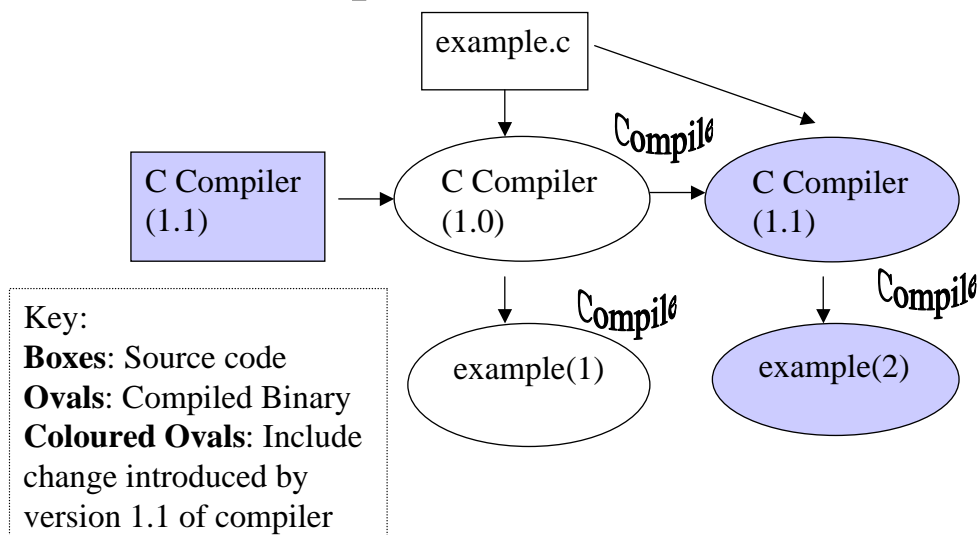 example.c
Compile
C Compiler
(1.1)
C Compiler
(1.0)
C Compiler
(1.1)
Compile
Compile
example(1)
example(2)
Key:
Boxes: Source code
Ovals: Compiled Binary
Coloured Ovals: Include
change introduced by
version 1.1 of compiler